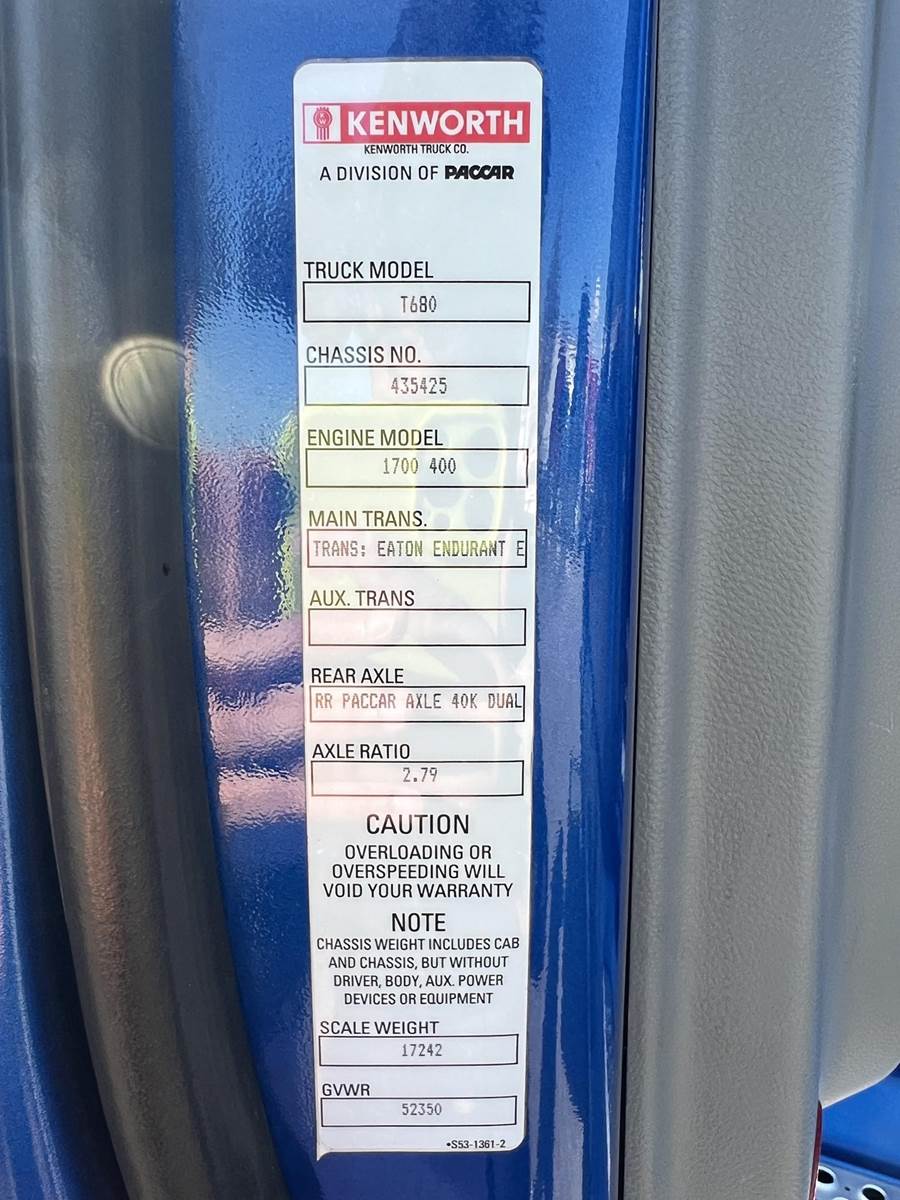 KENWORTH
KENWORTH TRUCK CO.
A DIVISION OF PACCAR
TRUCK MODEL
T680
CHASSIS NO.
435425
ENGINE MODEL
1700 400
MAIN TRANS.
TRANS: EATON ENDURANT E
AUX. TRANS
REAR AXLE
RR PACCAR AXLE 40K DUAL
AXLE RATIO
2.79
CAUTION
OVERLOADING OR
OVERSPEEDING WILL
VOID YOUR WARRANTY
NOTE
CHASSIS WEIGHT INCLUDES CAB
AND CHASSIS, BUT WITHOUT
DRIVER, BODY, AUX. POWER
DEVICES OR EQUIPMENT
SCALE WEIGHT
17242
GVWR
52350
•S53-1361-2